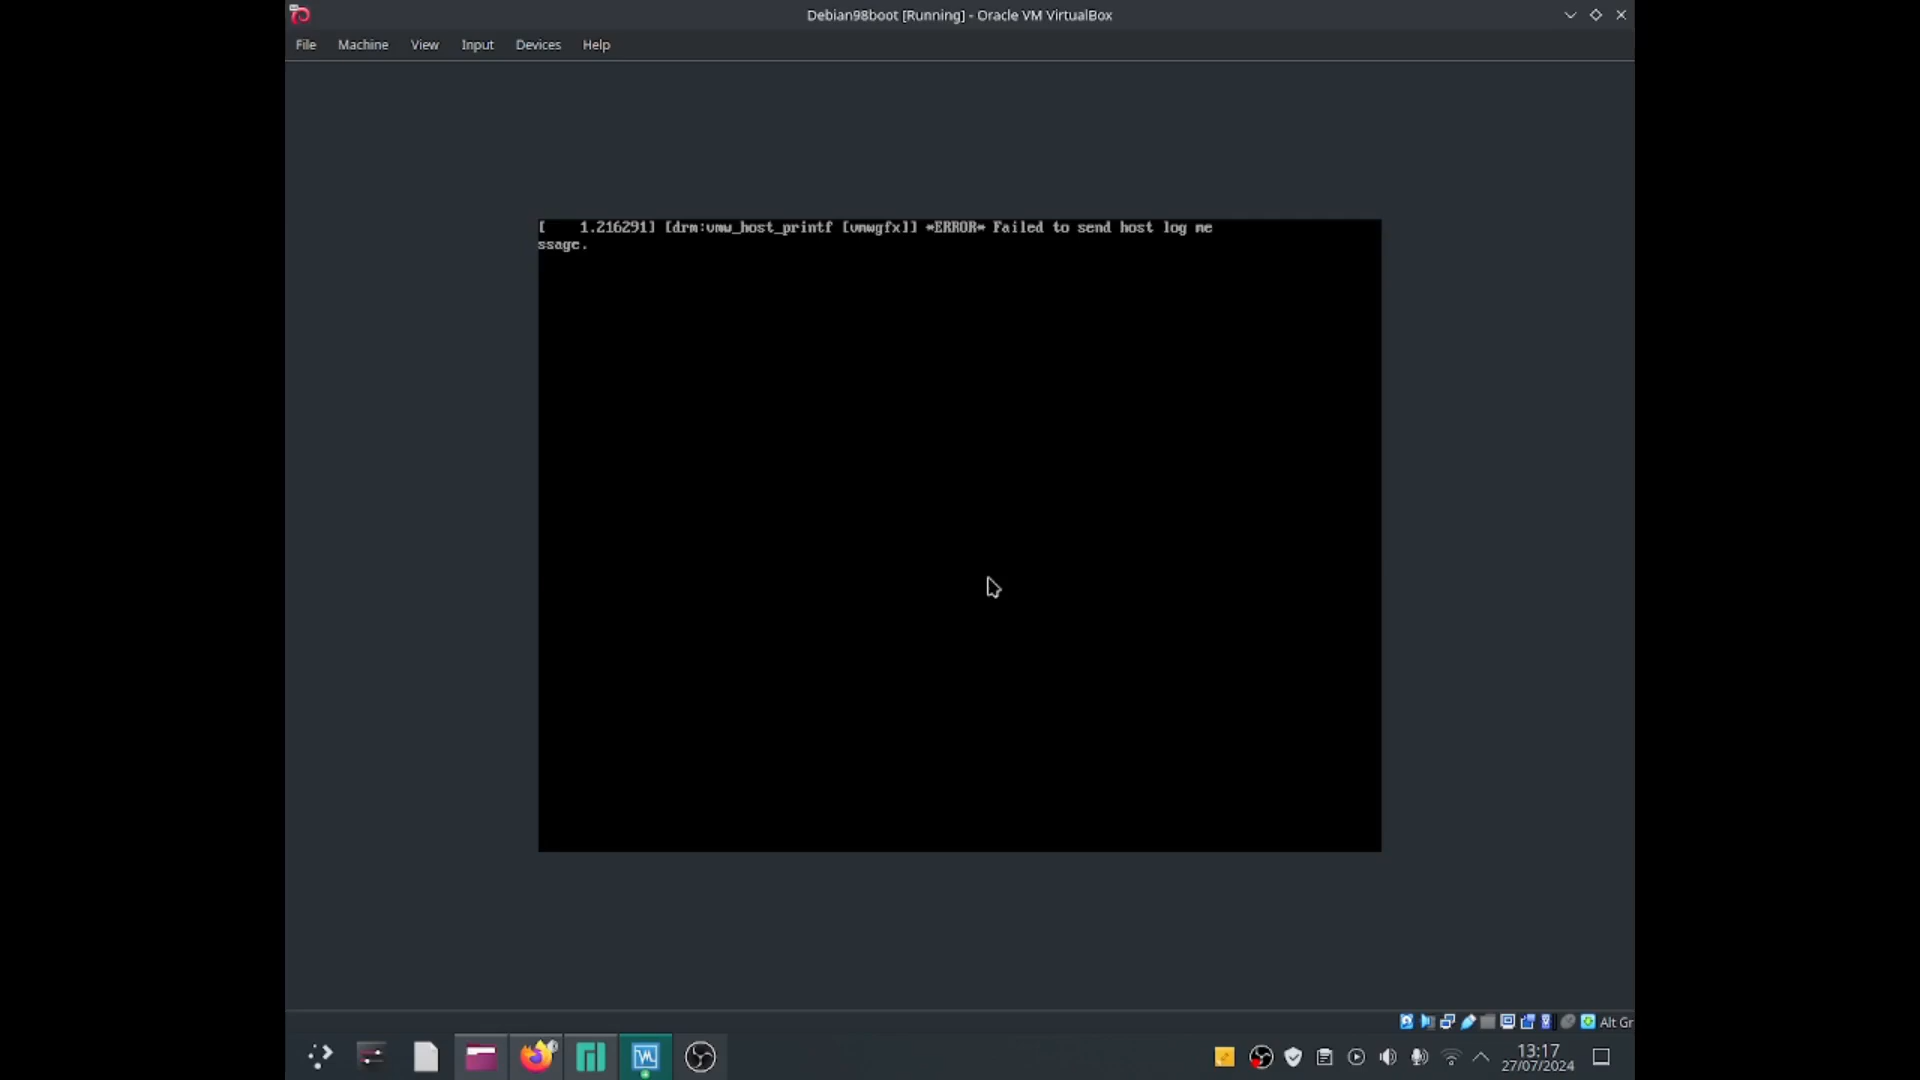 Debian98boot [Running] - Oracle VM VirtualBox
File Machine View Input Devices Help
[    1.216291] [drm:vmw_host_printf [vmwgfx]] *ERROR* Failed to send host log me
ssage.
Alt Gr
13:17
27/07/2024